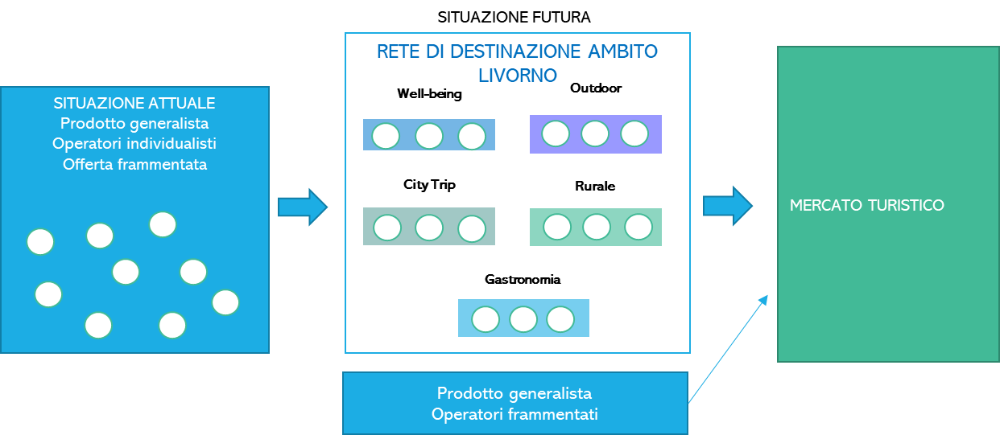 SITUAZIONE FUTURA
RETE DI DESTINAZIONE AMBITO
LIVORNO
Well-being
Outdoor
City Trip
Rurale
Gastronomia
SITUAZIONE ATTUALE
Prodotto generalista
Operatori individualisti
Offerta frammentata
MERCATO TURISTICO
Prodotto generalista
Operatori frammentati